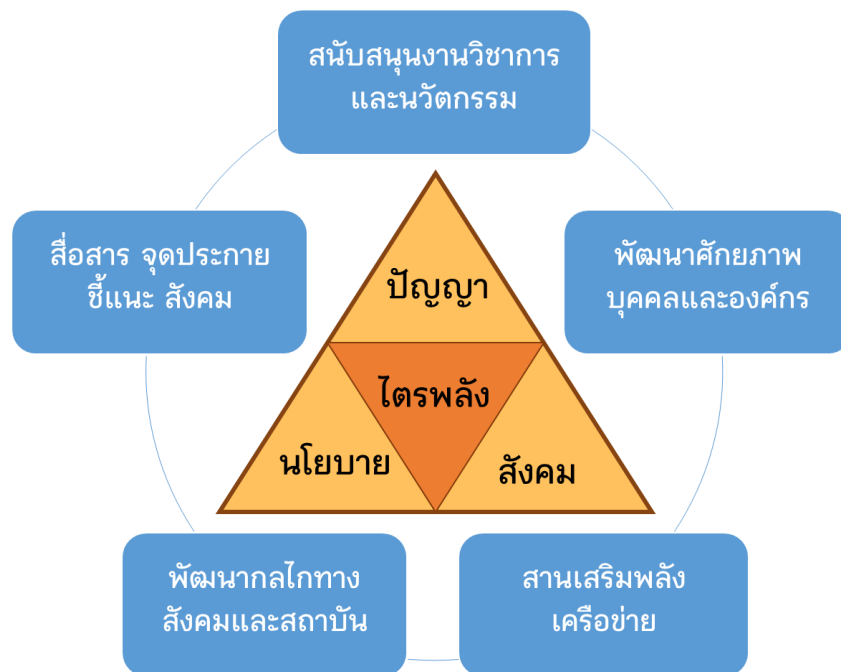 สนับสนุนงานวิชาการ
และนวัตกรรม
สื่อสาร จุดประกาย
ชี้แนะ สังคม
พัฒนาศักยภาพ
บุคคลและองค์กร
ปัญญา
ไตรพลัง
นโยบาย
สังคม
พัฒนากลไกทาง
สังคมและสถาบัน
สานเสริมพลัง
เครือข่าย